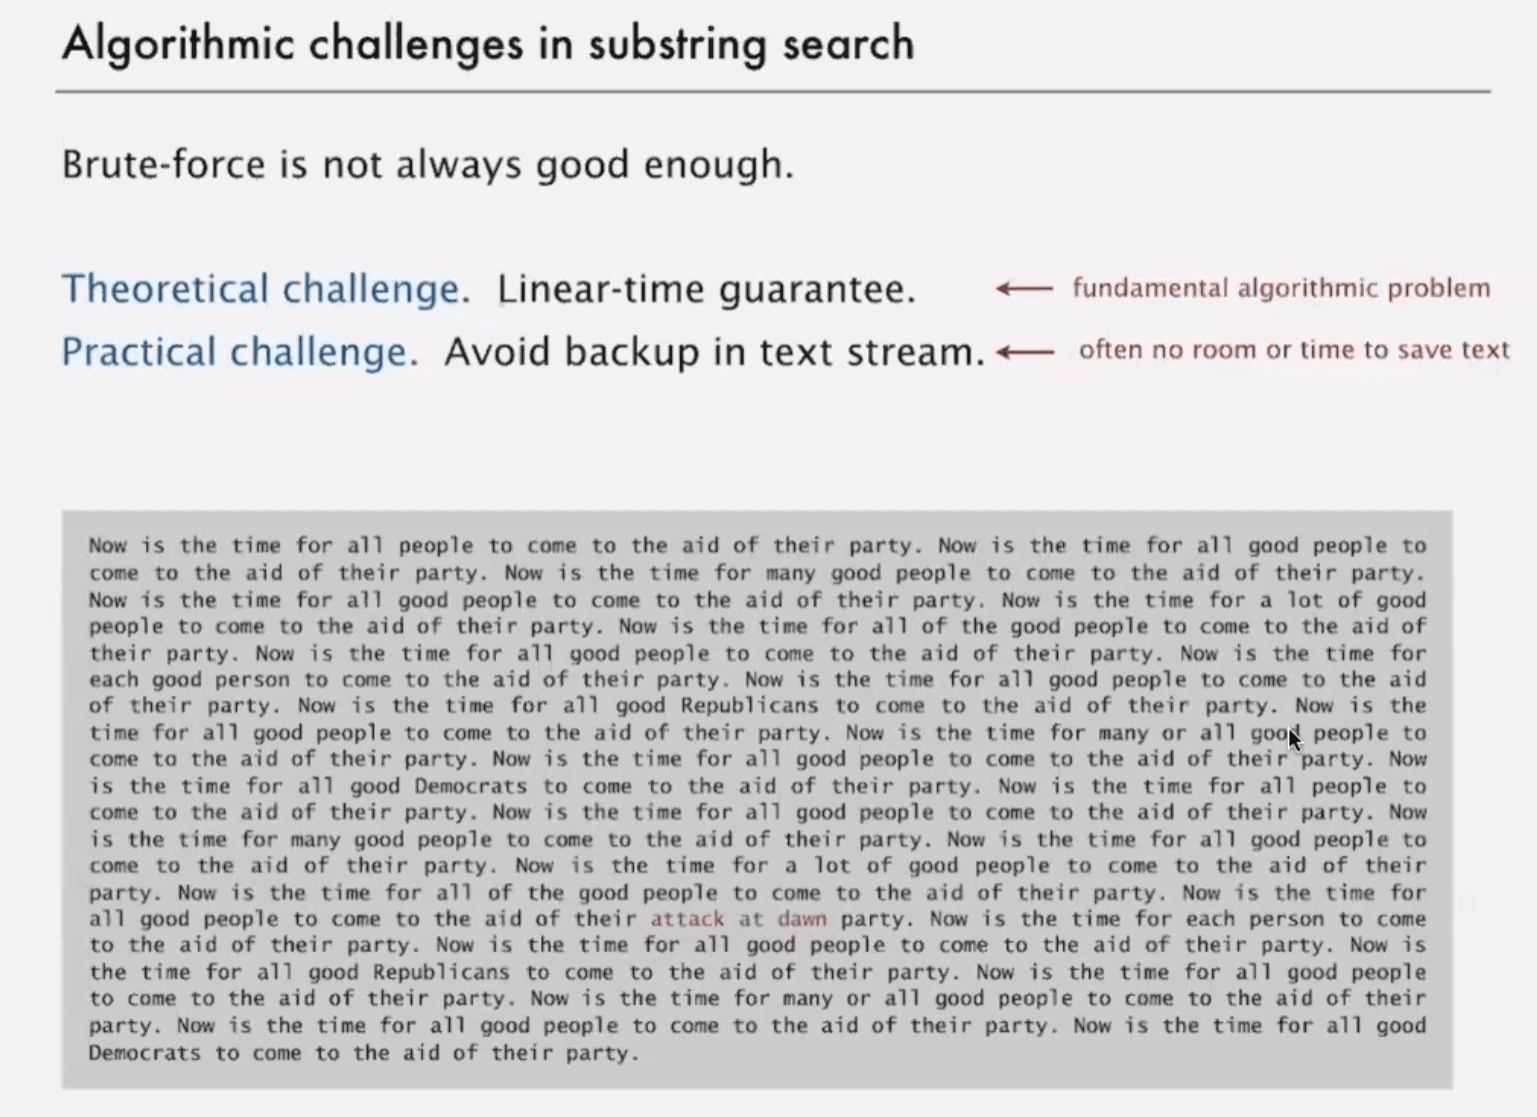 Algorithmic challenges in substring search
Brute-force is not always good enough.
Theoretical challenge. Linear-time guarantee. fundamental algorithmic problem
Practical challenge. Avoid backup in text stream. often no room or time to save text
Now is the time for all people to come to the aid of their party. Now is the time for all good people to
come to the aid of their party. Now is the time for many good people to come to the aid of their party.
Now is the time for all good people to come to the aid of their party. Now is the time for a lot of good
people to come to the aid of their party. Now is the time for all of the good people to come to the aid of
their party. Now is the time for all good people to come to the aid of their party. Now is the time for
each good person to come to the aid of their party. Now is the time for all good people to come to the aid
of their party. Now is the time for all good Republicans to come to the aid of their party. Now is the
time for all good people to come to the aid of their party. Now is the time for many or all good people to
come to the aid of their party. Now is the time for all good people to come to the aid of their party. Now
is the time for all good Democrats to come to the aid of their party. Now is the time for all people to
come to the aid of their party. Now is the time for all good people to come to the aid of their party. Now
is the time for many good people to come to the aid of their party. Now is the time for all good people to
come to the aid of their party. Now is the time for a lot of good people to come to the aid of their
party. Now is the time for all of the good people to come to the aid of their party. Now is the time for
all good people to come to the aid of their attack at dawn party. Now is the time for each person to come
to the aid of their party. Now is the time for all good people to come to the aid of their party. Now is
the time for all good Republicans to come to the aid of their party. Now is the time for all good people
to come to the aid of their party. Now is the time for many or all good people to come to the aid of their
party. Now is the time for all good people to come to the aid of their party. Now is the time for all good
Democrats to come to the aid of their party.